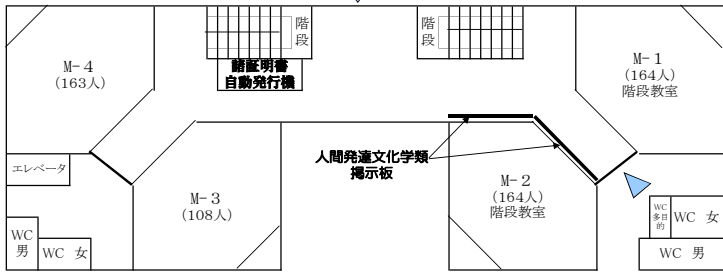 階
段
階
段
諸証明書
自動発行機
M-4
(163人)
M-1
(164人)
階段教室
人間発達文化学類
掲示板
エレベータ
M-3
(108人)
M-2
(164人)
階段教室
WC
男
WC 女
WC
多目
的
WC 女
WC 男